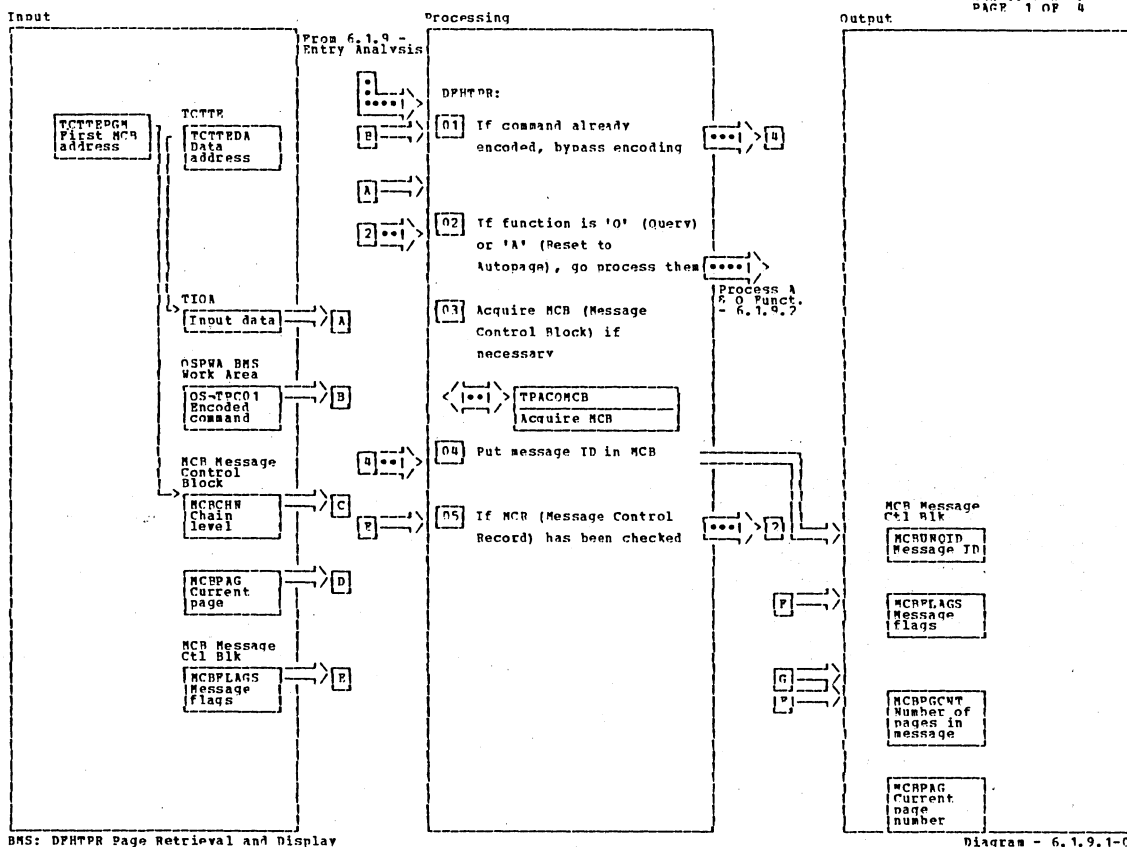 PAGE 1 OF 4
Input
Processing
Output
From 6.1.9 -
Entry Analysis
DFHTPR:
TCTTEPGM
First MCB
address
TCTTE
TCTTEDA
Data
address
B
01 If command already
encoded, bypass encoding
4
A
2
02 If function is 'Q' (Query)
or 'A' (Reset to
Autopage), go process them
Process A
& Q Funct.
- 6.1.9.2
TIOA
Input data
A
03 Acquire MCB (Message
Control Block) if
necessary
OSPWA BMS
Work Area
OS-TPC01
Encoded
command
B
TPACOMCB
Acquire MCB
4
04 Put message ID in MCB
MCB Message
Control
Block
MCBCHN
Chain
level
C
E
05 If MCR (Message Control
Record) has been checked
2
MCB Message
Ctl Blk
MCBUNQID
Message ID
MCBPAG
Current
page
D
F
MCBFLAGS
Message
flags
MCB Message
Ctl Blk
MCBFLAGS
Message
flags
E
G
F
MCBPGCNT
Number of
pages in
message
MCBPAG
Current
page
number
BMS: DFHTPR Page Retrieval and Display
Diagram - 6.1.9.1-0